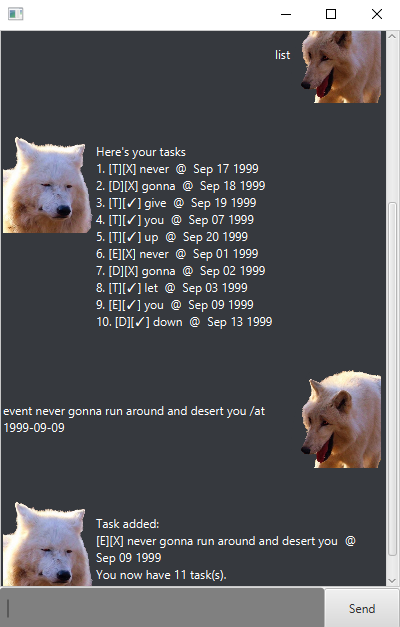 list
Here's your tasks
1. [T][X] never @ Sep 17 1999
2. [D][X] gonna @ Sep 18 1999
3. [T][✓] give @ Sep 19 1999
4. [T][✓] you @ Sep 07 1999
5. [T][✓] up @ Sep 20 1999
6. [E][X] never @ Sep 01 1999
7. [D][X] gonna @ Sep 02 1999
8. [T][✓] let @ Sep 03 1999
9. [E][✓] you @ Sep 09 1999
10. [D][✓] down @ Sep 13 1999
event never gonna run around and desert you /at
1999-09-09
Task added:
[E][X] never gonna run around and desert you @
Sep 09 1999
You now have 11 task(s).
Send